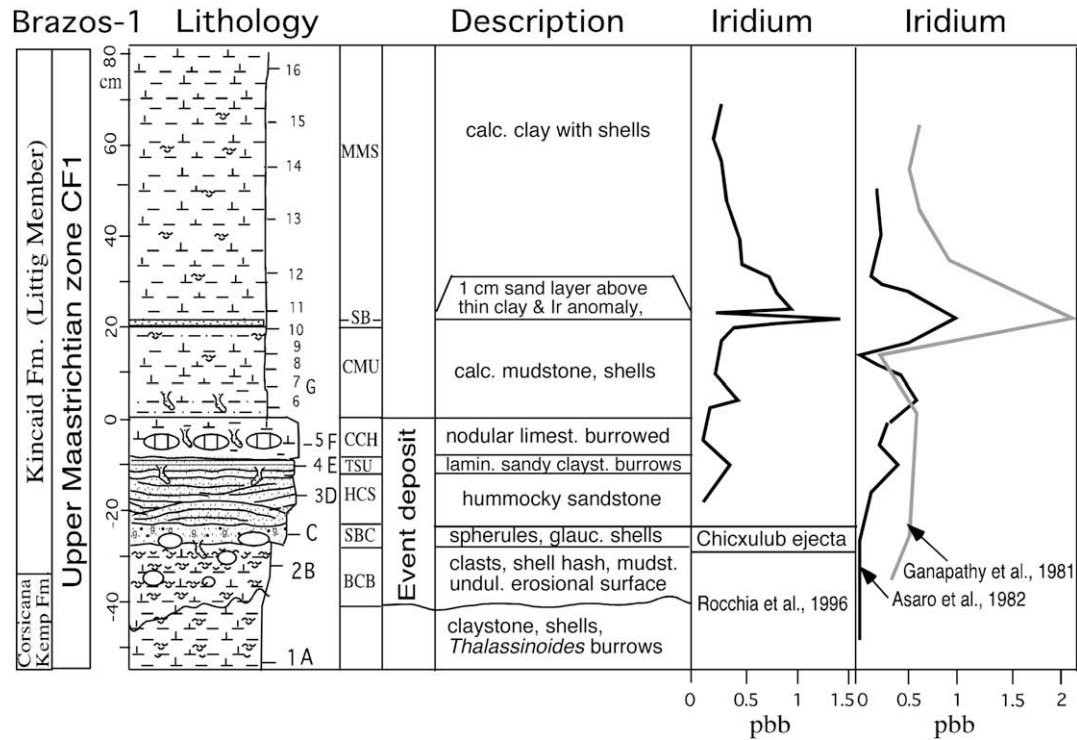 Brazos-1 Lithology Description Iridium Iridium
Kincaid Fm. (Littig Member)
Corsicana
Kemp Fm
Upper Maastrichtian zone CF1
80
cm
60
40
20
0
-20
-40
16
15
14
13
12
11
10
9
8
7 G
6
5 F
4 E
3D
C
2B
1A
MMS
SB
CMU
CCH
TSU
HCS
SBC
BCB
Event deposit
calc. clay with shells
1 cm sand layer above
thin clay & Ir anomaly,
calc. mudstone, shells
nodular limest. burrowed
lamin. sandy clayst. burrows
hummocky sandstone
spherules, glauc. shells
clasts, shell hash, mudst.
undul. erosional surface
claystone, shells,
Thalassinoides burrows
Chicxulub ejecta
Rocchia et al., 1996
Ganapathy et al., 1981
Asaro et al., 1982
0 0.5 1 1.5
pbb
0 0.5 1 2
pbb